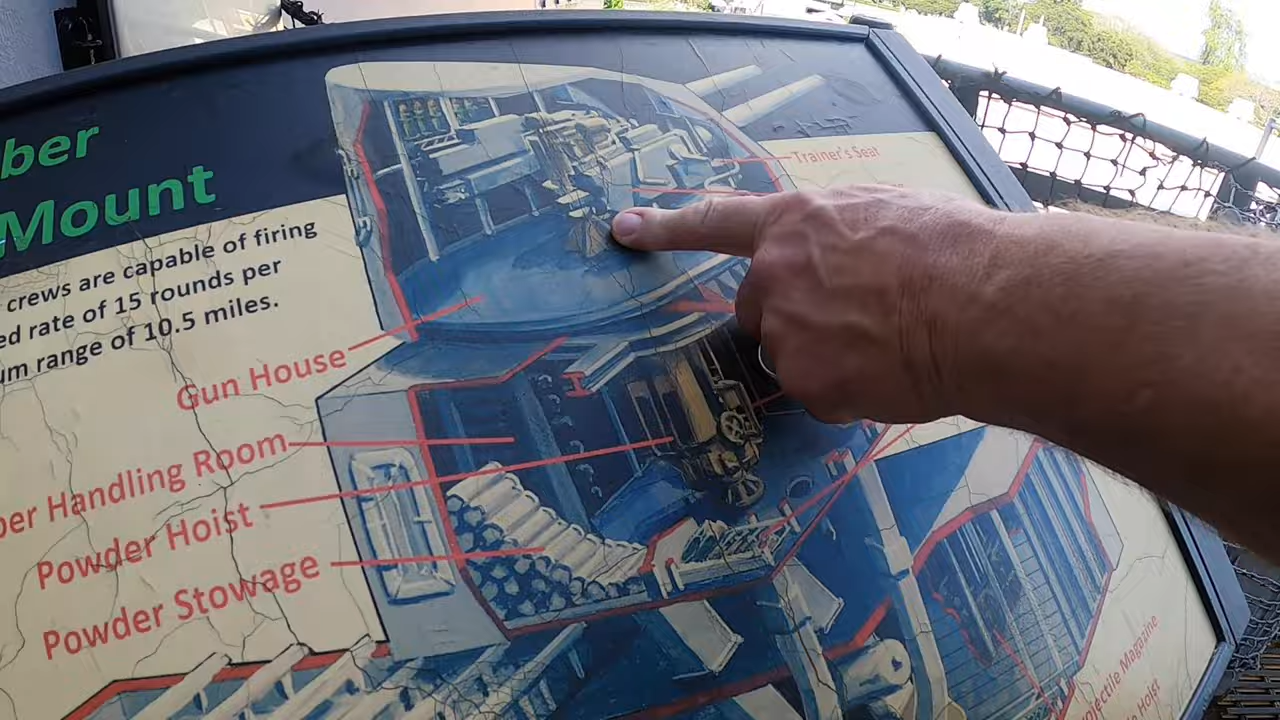 ber
Mount
crews are capable of firing
ed rate of 15 rounds per
um range of 10.5 miles.
Trainer's Seat
Gun House
per Handling Room
Powder Hoist
Powder Stowage
ojectile Magazine
Hoist